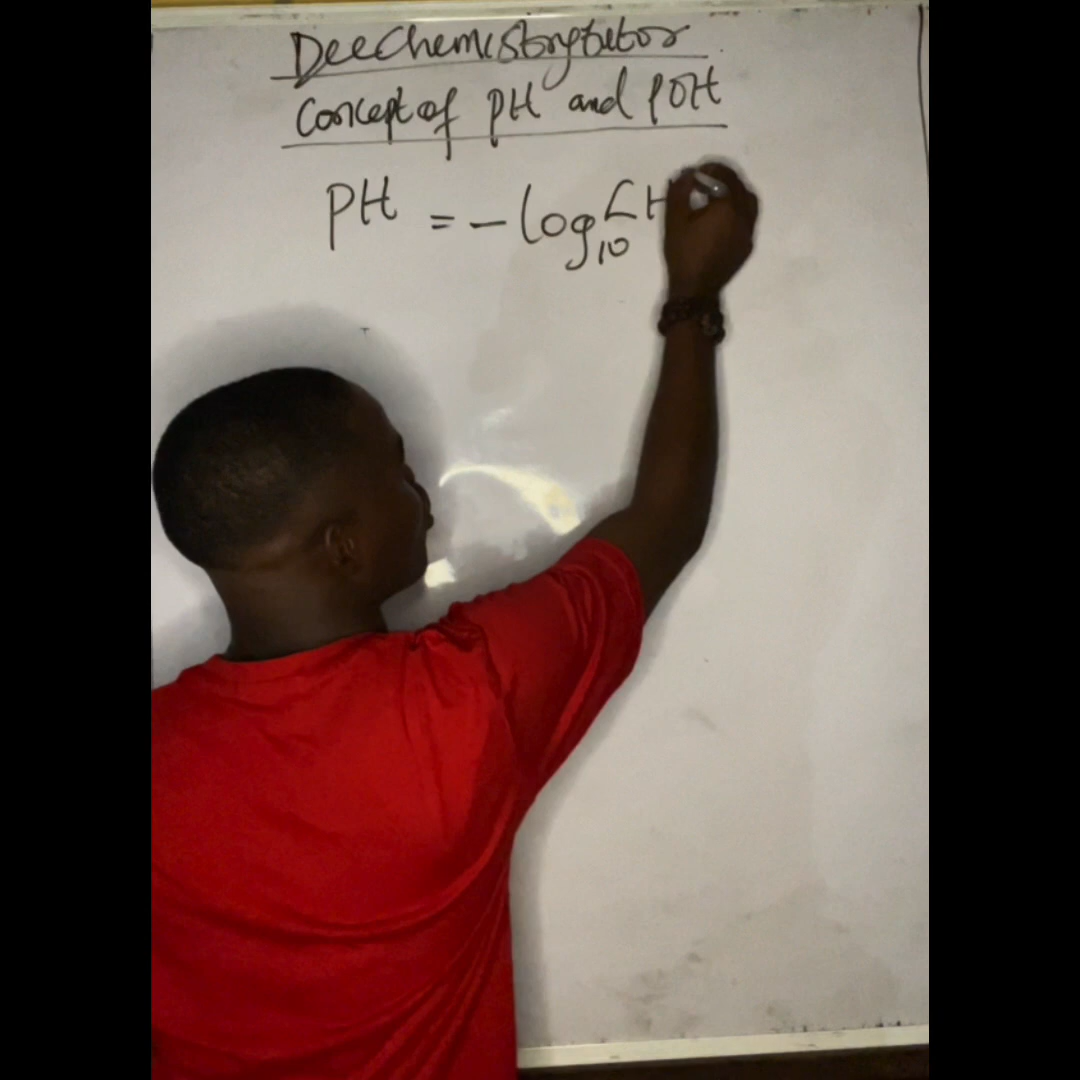 Deechemistrytutor
Concept of PH and POH
PH = - log₁₀[H